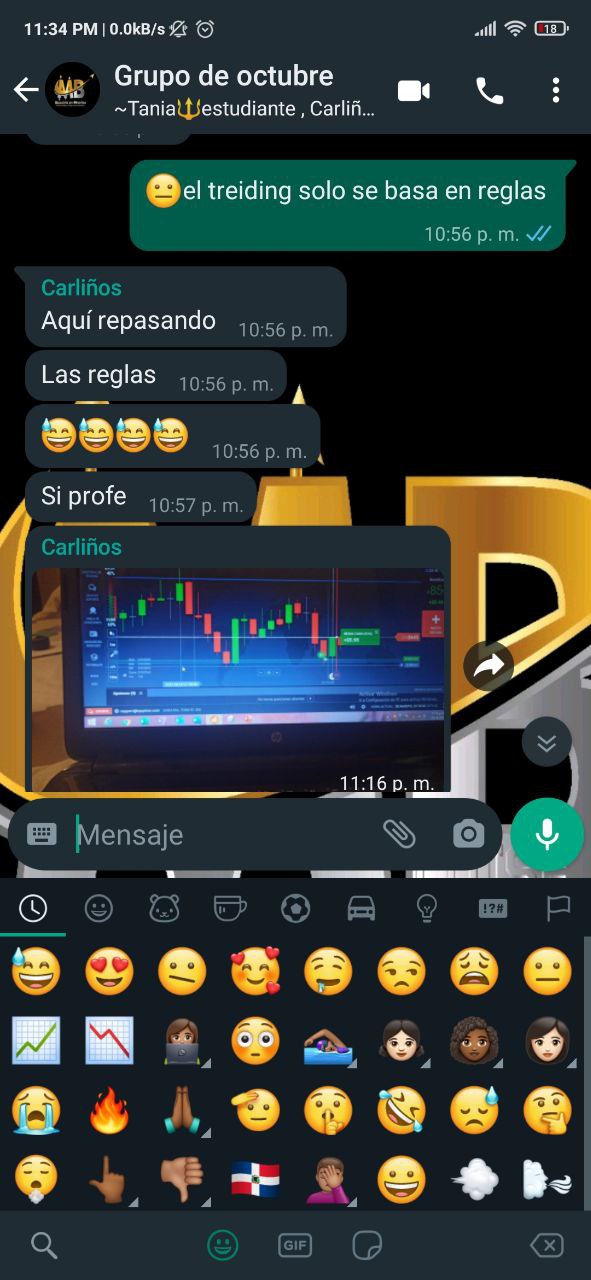 11:34 PM | 0.0kB/s
18
MB
Grupo de octubre
~Tania🔱estudiante , Carliñ...
😐el treiding solo se basa en reglas
10:56 p. m.
Carliños
Aquí repasando
10:56 p. m.
Las reglas
10:56 p. m.
😅😅😅😅
10:56 p. m.
Si profe
10:57 p. m.
Carliños
hp
11:16 p. m.
Mensaje
!?#
GIF